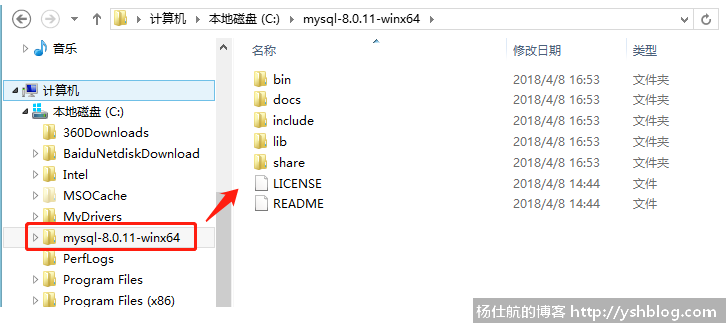 计算机 本地磁盘 (C:) mysql-8.0.11-winx64
音乐
计算机
本地磁盘 (C:)
360Downloads
BaiduNetdiskDownload
Intel
MSOCache
MyDrivers
mysql-8.0.11-winx64
PerfLogs
Program Files
Program Files (x86)
名称 修改日期 类型
bin 2018/4/8 16:53 文件夹
docs 2018/4/8 16:53 文件夹
include 2018/4/8 16:53 文件夹
lib 2018/4/8 16:53 文件夹
share 2018/4/8 16:53 文件夹
LICENSE 2018/4/8 14:44 文件
README 2018/4/8 14:44 文件
杨仕航的博客 http://yshblog.com